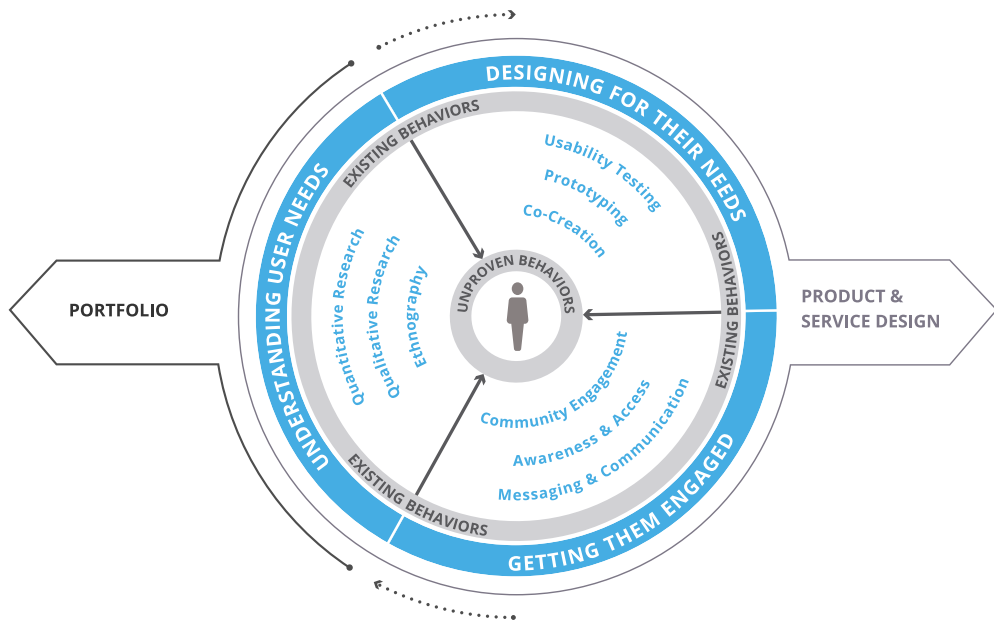 DESIGNING FOR THEIR NEEDS
EXISTING BEHAVIORS
Usability Testing
Prototyping
Co-Creation
UNDERSTANDING USER NEEDS
Quantitative Research
Qualitative Research
Ethnography
UNPROVEN BEHAVIORS
EXISTING BEHAVIORS
PORTFOLIO
PRODUCT &
SERVICE DESIGN
Community Engagement
Awareness & Access
Messaging & Communication
EXISTING BEHAVIORS
GETTING THEM ENGAGED